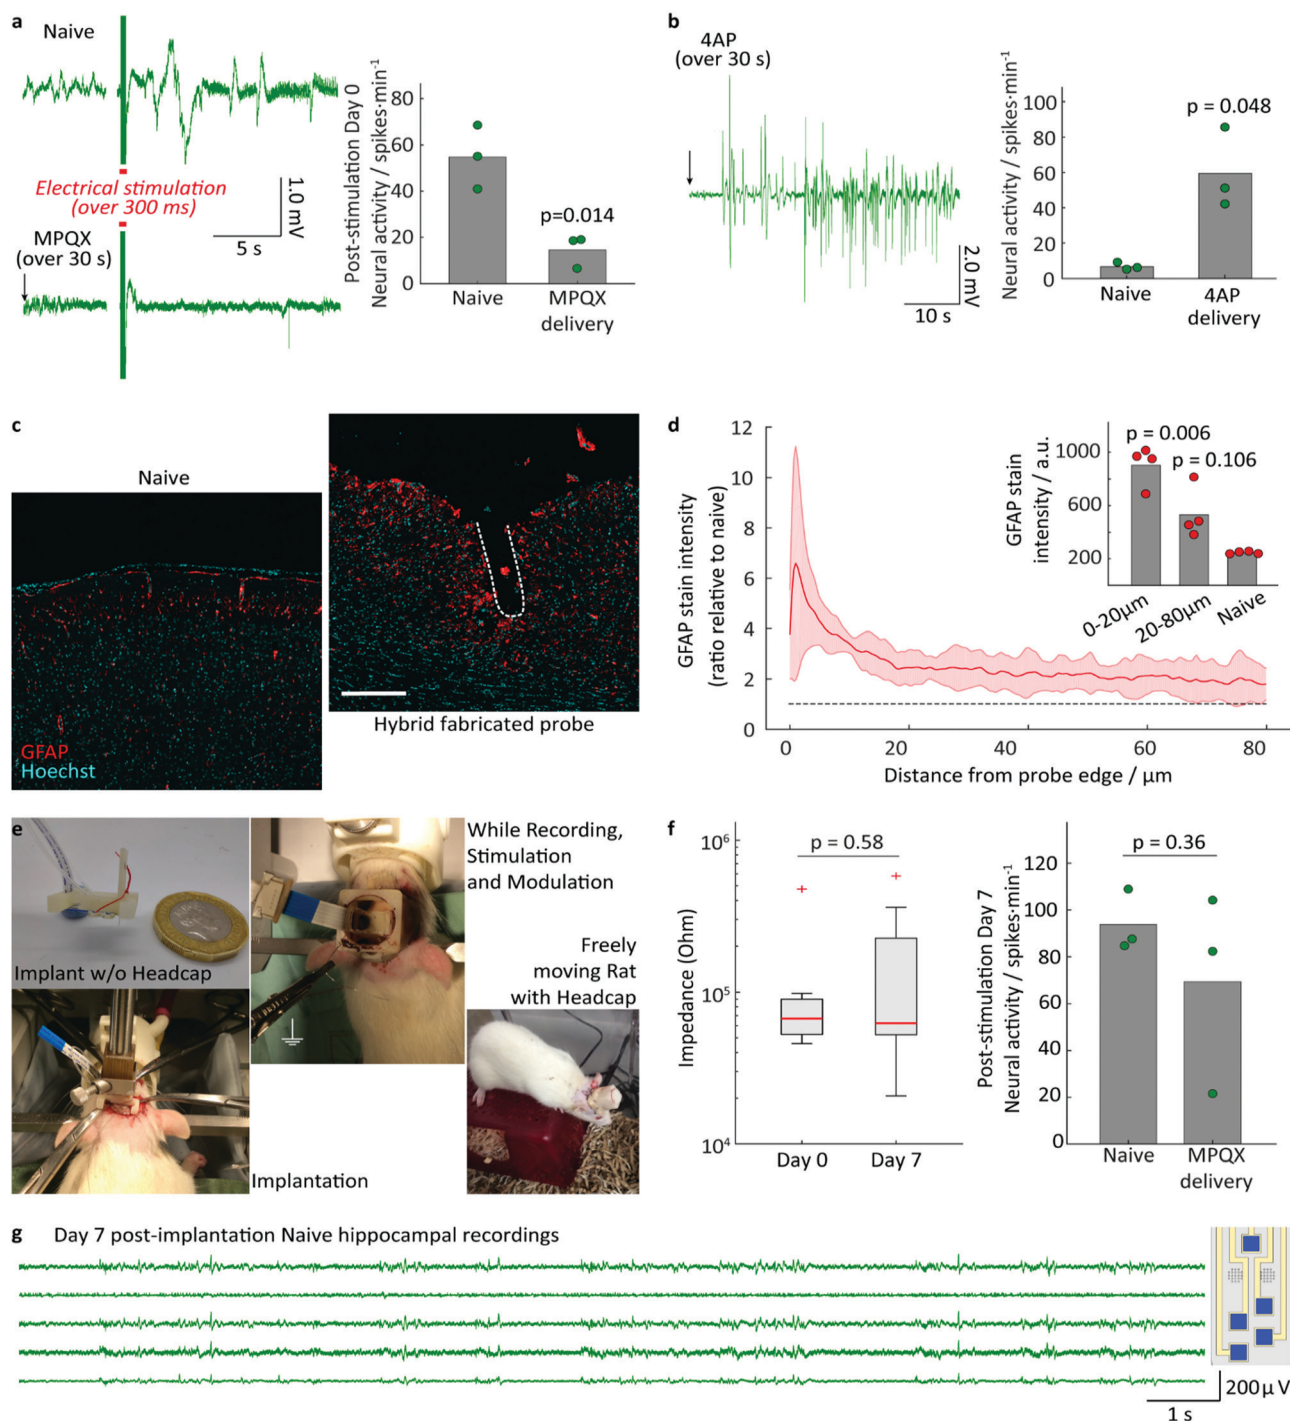 a
Naive
Electrical stimulation
(over 300 ms)
MPQX
(over 30 s)
1.0 mV
5 s
Post-stimulation Day 0
Neural activity / spikes·min⁻¹
80
60
40
20
0
p=0.014
Naive
MPQX
delivery
b
4AP
(over 30 s)
2.0 mV
10 s
Neural activity / spikes·min⁻¹
100
80
60
40
20
0
p = 0.048
Naive
4AP
delivery
c
Naive
GFAP
Hoechst
Hybrid fabricated probe
d
GFAP stain intensity
(ratio relative to naive)
12
10
8
6
4
2
0
0
20
40
60
80
Distance from probe edge / μm
GFAP stain
intensity / a.u.
1000
600
200
p = 0.006
p = 0.106
0-20μm
20-80μm
Naive
e
Implant w/o Headcap
While Recording,
Stimulation
and Modulation
Freely
moving Rat
with Headcap
Implantation
f
Impedance (Ohm)
10⁶
10⁵
10⁴
p = 0.58
Day 0
Day 7
Post-stimulation Day 7
Neural activity / spikes·min⁻¹
120
100
80
60
40
20
0
p = 0.36
Naive
MPQX
delivery
g
Day 7 post-implantation Naive hippocampal recordings
200μV
1 s